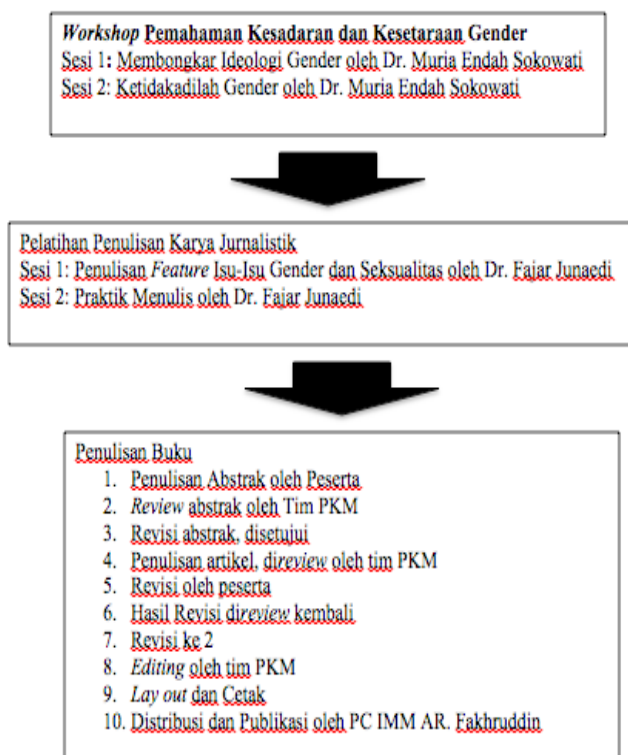 Workshop Pemahaman Kesadaran dan Kesetaraan Gender
Sesi 1: Membongkar Ideologi Gender oleh Dr. Muria Endah Sokowati
Sesi 2: Ketidakadilah Gender oleh Dr. Muria Endah Sokowati
Pelatihan Penulisan Karya Jurnalistik
Sesi 1: Penulisan Feature Isu-Isu Gender dan Seksualitas oleh Dr. Fajar Junaedi
Sesi 2: Praktik Menulis oleh Dr. Fajar Junaedi
Penulisan Buku
1. Penulisan Abstrak oleh Peserta
2. Review abstrak oleh Tim PKM
3. Revisi abstrak, disetujui
4. Penulisan artikel, direview oleh tim PKM
5. Revisi oleh peserta
6. Hasil Revisi direview kembali
7. Revisi ke 2
8. Editing oleh tim PKM
9. Lay out dan Cetak
10. Distribusi dan Publikasi oleh PC IMM AR. Fakhruddin